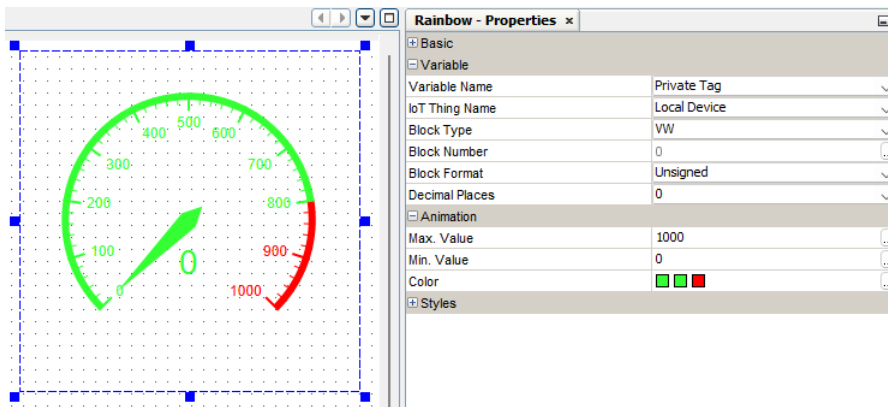 Rainbow - Properties ×
Basic
Variable
Variable Name Private Tag
IoT Thing Name Local Device
Block Type VW
Block Number 0
Block Format Unsigned
Decimal Places 0
Animation
Max. Value 1000
Min. Value 0
Color
Styles
500
400 600
300 700
200 800
100 900
0
0 1000